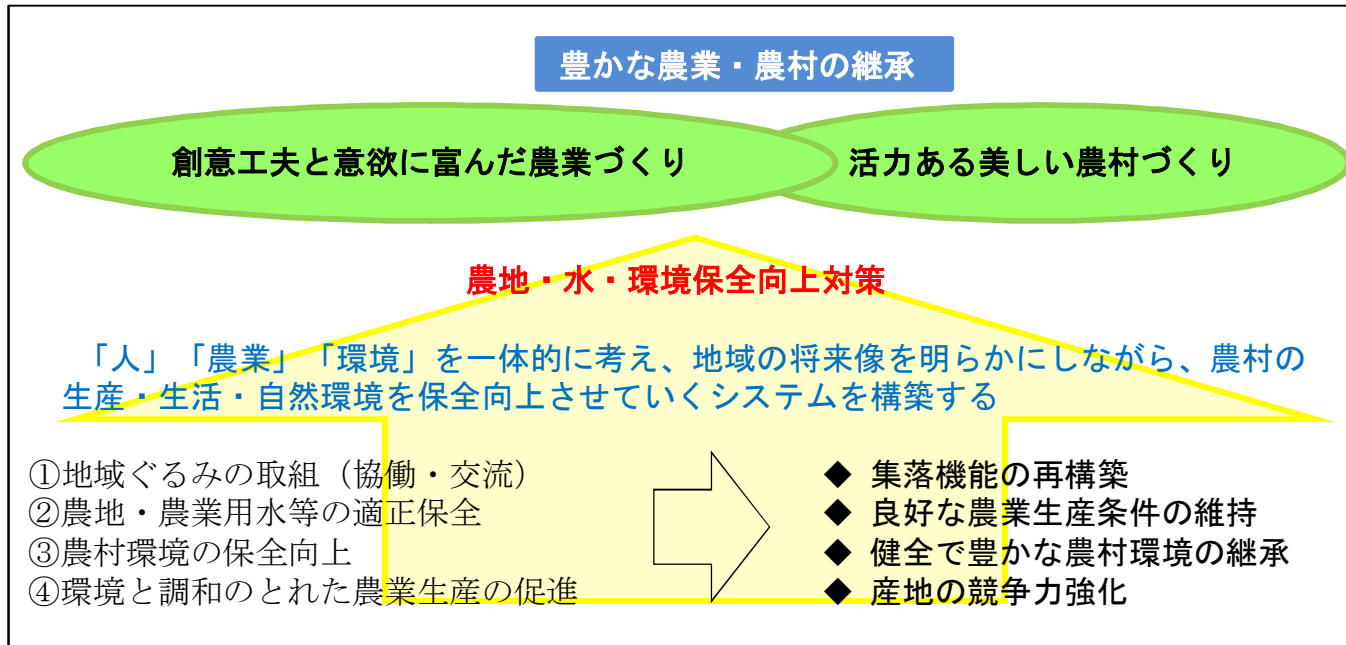 豊かな農業・農村の継承
創意工夫と意欲に富んだ農業づくり
活力ある美しい農村づくり
農地・水・環境保全向上対策
「人」「農業」「環境」を一体的に考え、地域の将来像を明らかにしながら、農村の
生産・生活・自然環境を保全向上させていくシステムを構築する
①地域ぐるみの取組（協働・交流）
②農地・農業用水等の適正保全
③農村環境の保全向上
④環境と調和のとれた農業生産の促進
◆ 集落機能の再構築
◆ 良好な農業生産条件の維持
◆ 健全で豊かな農村環境の継承
◆ 産地の競争力強化